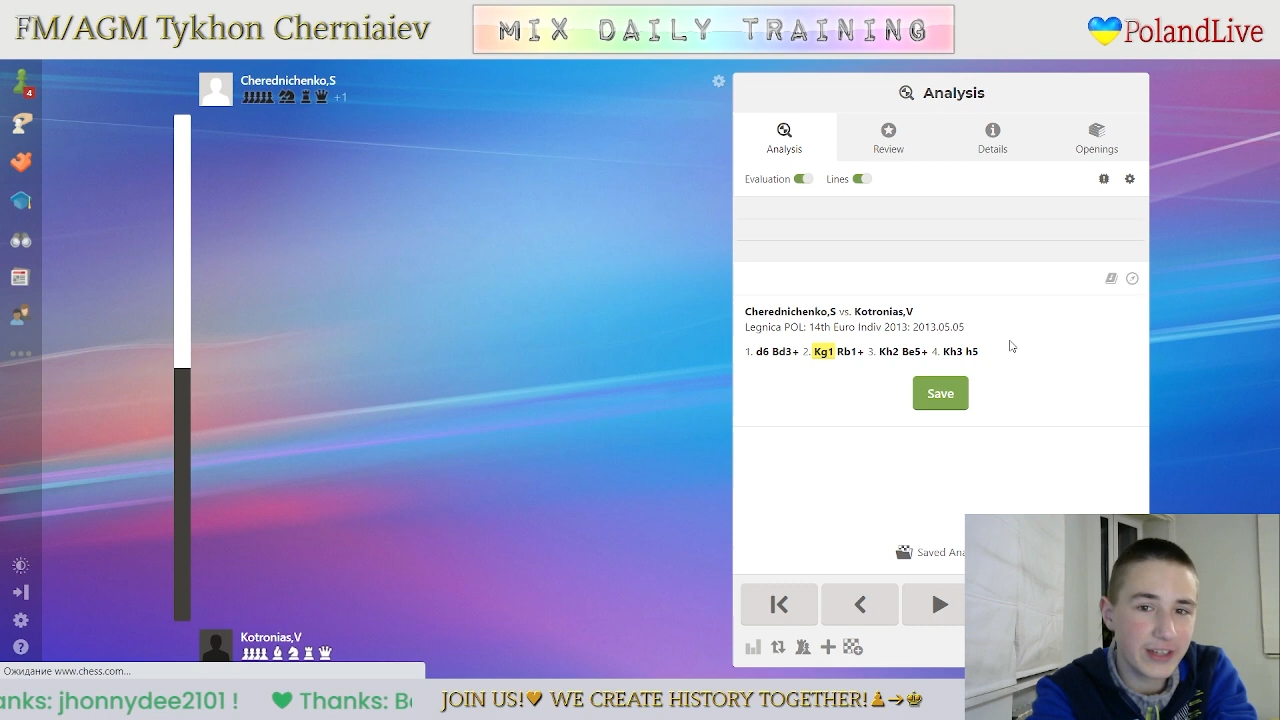 FM/AGM Tykhon Cherniaiev
MIX DAILY TRAINING
PolandLive
4
Cherednichenko,S
+1
Analysis
Analysis
Review
Details
Openings
Evaluation
Lines
Cherednichenko,S vs. Kotronias,V
Legnica POL: 14th Euro Indiv 2013: 2013.05.05
1. d6 Bd3+ 2. Kg1 Rb1+ 3. Kh2 Be5+ 4. Kh3 h5
Save
Saved
Kotronias,V
Ожидание www.chess.com...
anks: jhonnydee2101 !
Thanks:
JOIN US! WE CREATE HISTORY TOGETHER!